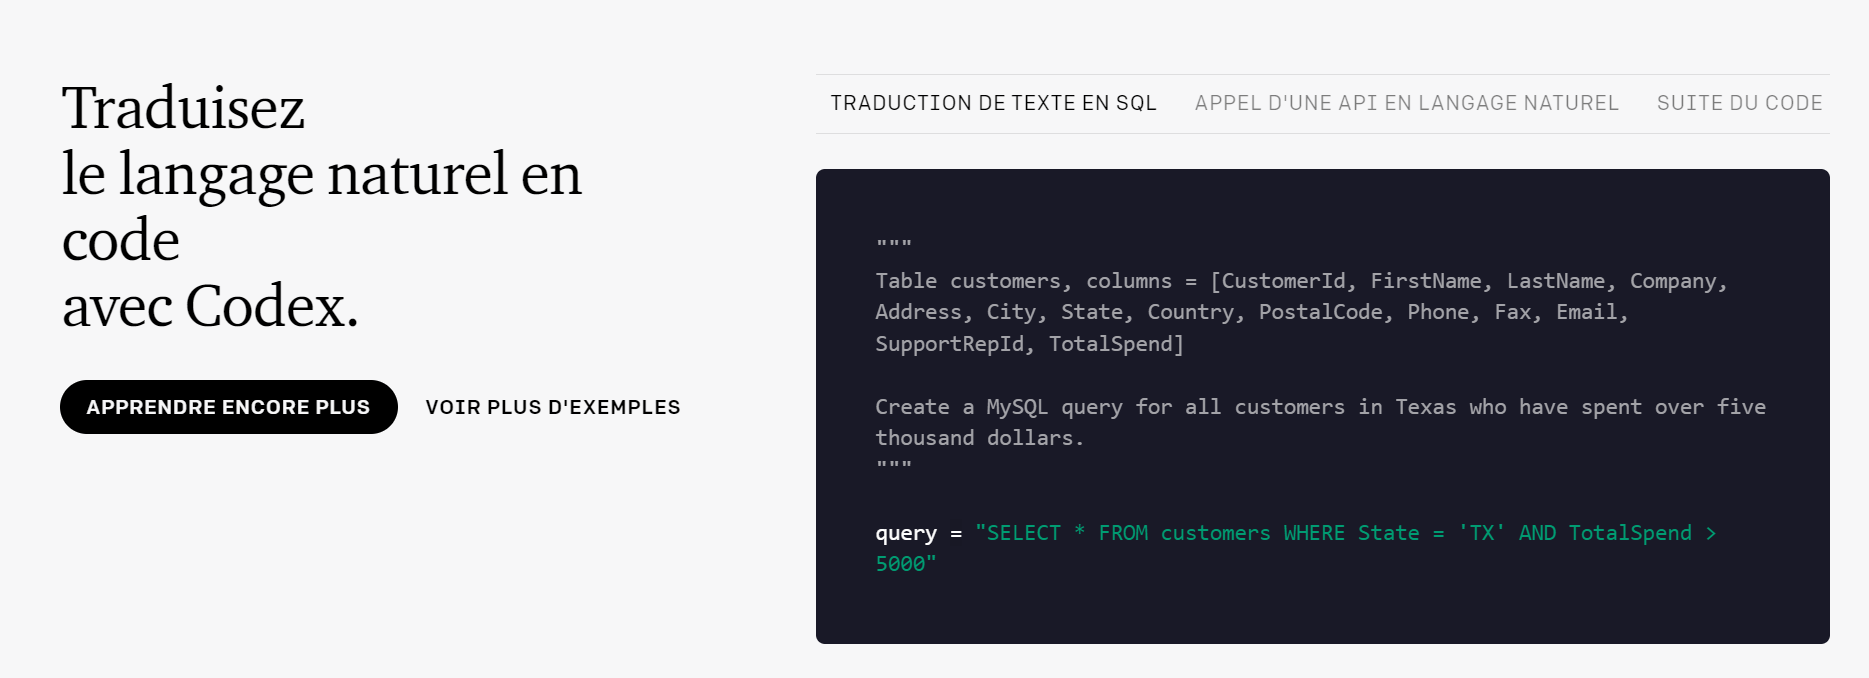 Traduisez
le langage naturel en
code
avec Codex.
APPRENDRE ENCORE PLUS
VOIR PLUS D'EXEMPLES
TRADUCTION DE TEXTE EN SQL
APPEL D'UNE API EN LANGAGE NATUREL
SUITE DU CODE
"""
Table customers, columns = [CustomerId, FirstName, LastName, Company,
Address, City, State, Country, PostalCode, Phone, Fax, Email,
SupportRepId, TotalSpend]
Create a MySQL query for all customers in Texas who have spent over five
thousand dollars.
"""
query = "SELECT * FROM customers WHERE State = 'TX' AND TotalSpend >
5000"